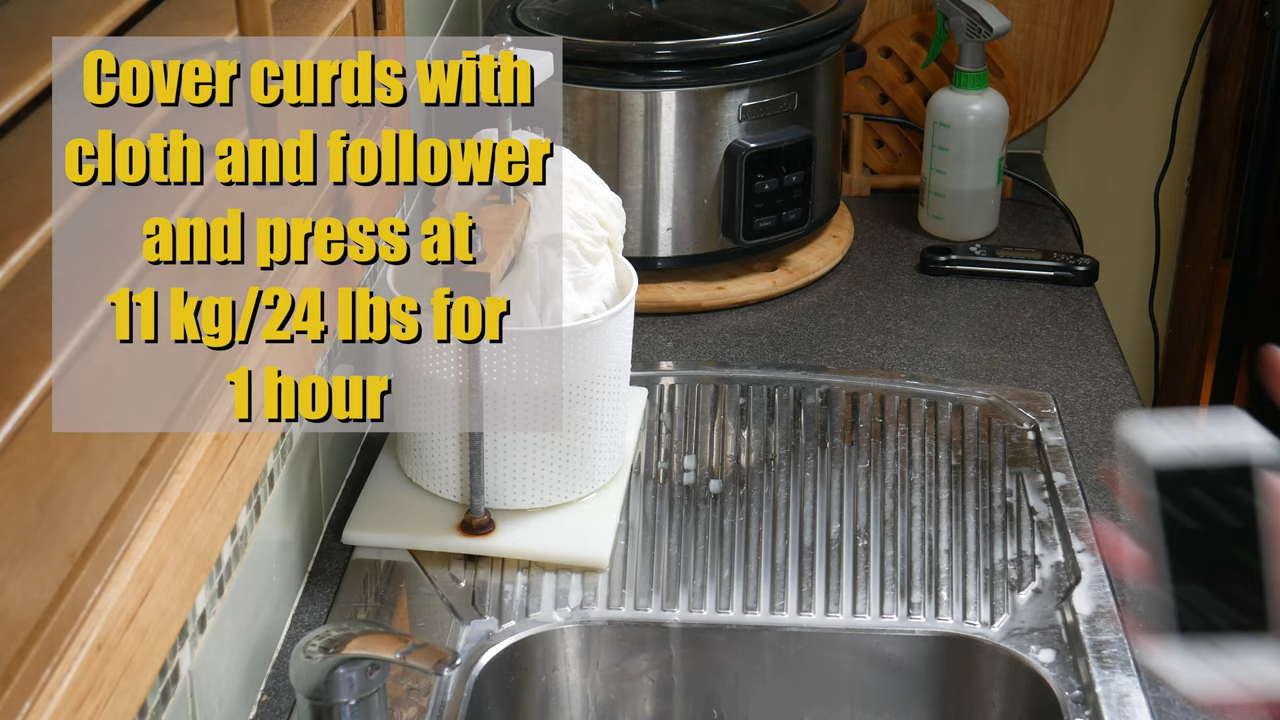 Cover curds with
cloth and follower
and press at
11 kg/24 lbs for
1 hour